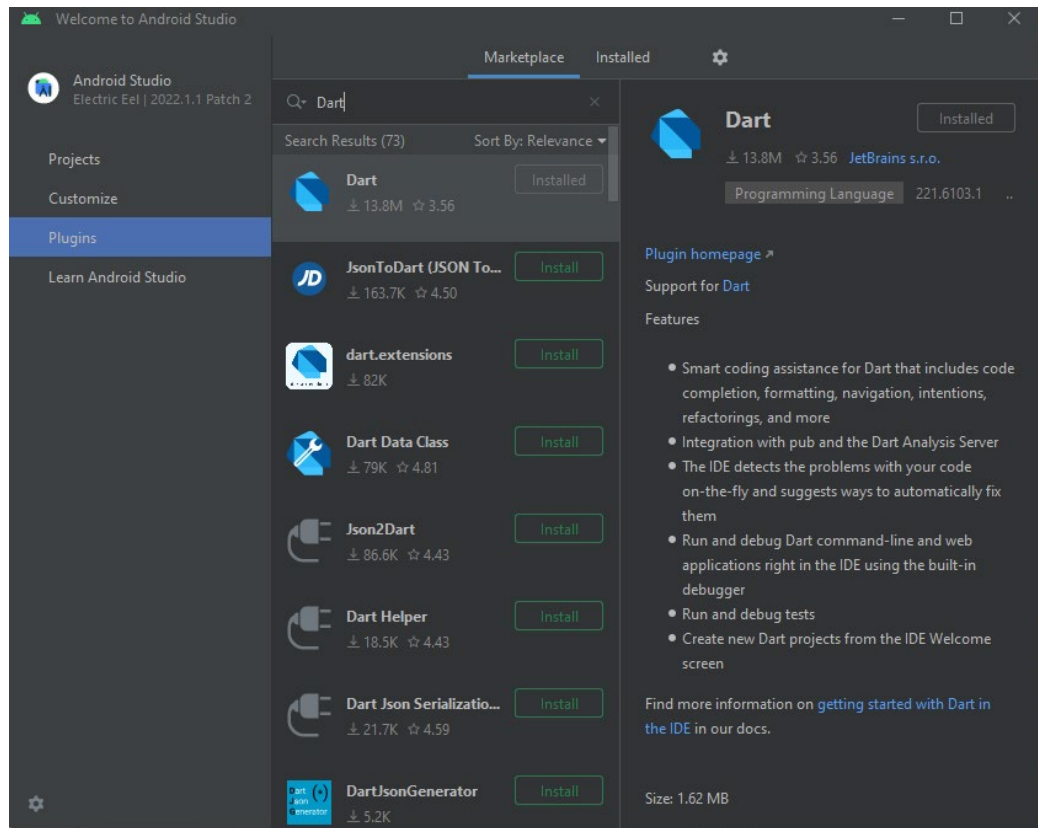 Welcome to Android Studio
Android Studio
Electric Eel | 2022.1.1 Patch 2
Projects
Customize
Plugins
Learn Android Studio
Marketplace
Installed
Dart
Search Results (73)
Sort By: Relevance
Dart
Installed
13.8M
3.56
JsonToDart (JSON To...
Install
163.7K
4.50
dart.extensions
Install
82K
Dart Data Class
Install
79K
4.81
Json2Dart
Install
86.6K
4.43
Dart Helper
Install
18.5K
4.43
Dart Json Serializatio...
Install
21.7K
4.59
Dart
Json
Generator
DartJsonGenerator
Install
5.2K
Dart
Installed
13.8M
3.56
JetBrains s.r.o.
Programming Language
221.6103.1
..
Plugin homepage
Support for Dart
Features
Smart coding assistance for Dart that includes code
completion, formatting, navigation, intentions,
refactorings, and more
Integration with pub and the Dart Analysis Server
The IDE detects the problems with your code
on-the-fly and suggests ways to automatically fix
them
Run and debug Dart command-line and web
applications right in the IDE using the built-in
debugger
Run and debug tests
Create new Dart projects from the IDE Welcome
screen
Find more information on getting started with Dart in
the IDE in our docs.
Size: 1.62 MB